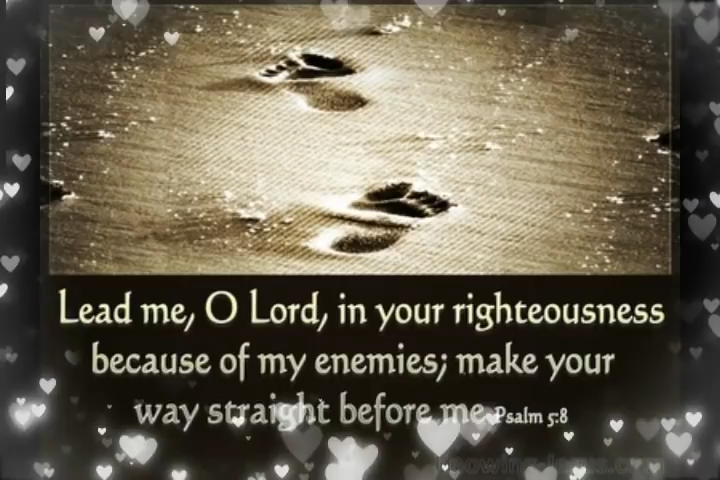 Lead me, O Lord, in your righteousness
because of my enemies; make your
way straight before me. Psalm 5:8